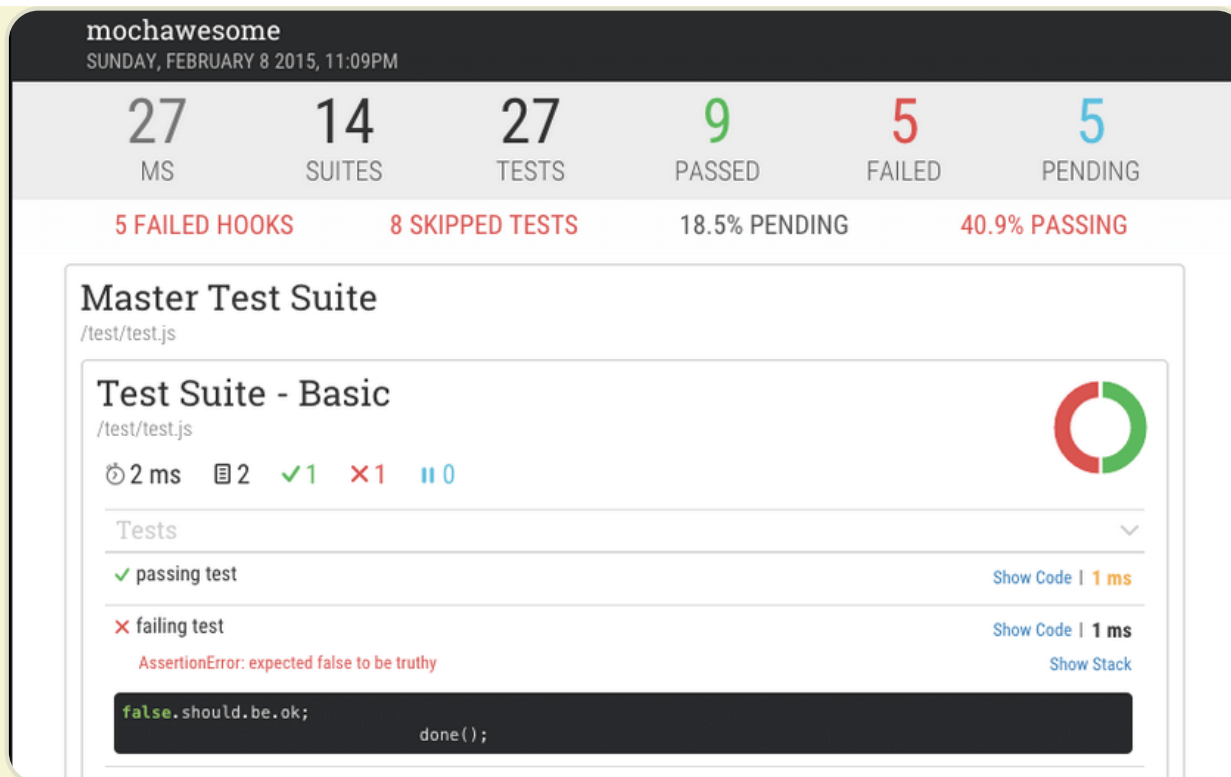 mochawesome
SUNDAY, FEBRUARY 8 2015, 11:09PM
27 14 27 9 5 5
MS SUITES TESTS PASSED FAILED PENDING
5 FAILED HOOKS 8 SKIPPED TESTS 18.5% PENDING 40.9% PASSING
Master Test Suite
/test/test.js
Test Suite - Basic
/test/test.js
2 ms 2 1 1 0
Tests
passing test Show Code | 1 ms
failing test Show Code | 1 ms
AssertionError: expected false to be truthy Show Stack
false.should.be.ok;
done();